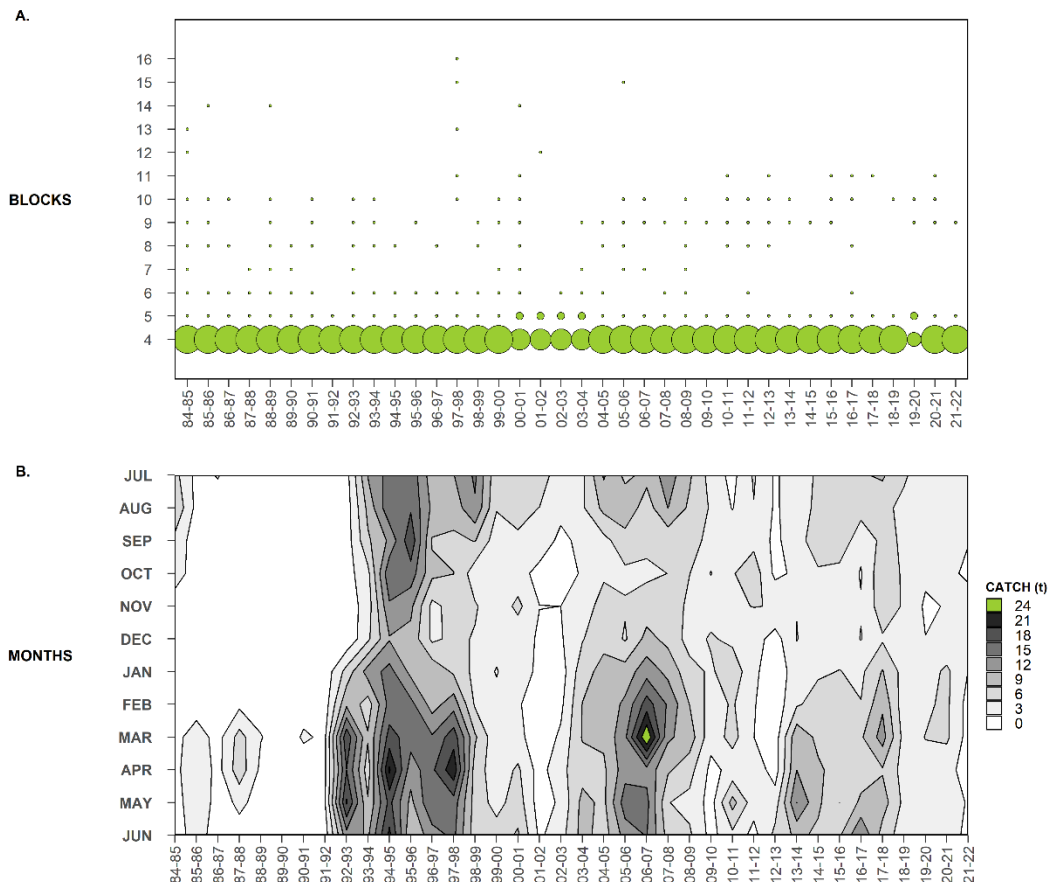 A.
16
15
14
13
12
11
10
9
8
7
6
5
4
BLOCKS
84-85 85-86 86-87 87-88 88-89 89-90 90-91 91-92 92-93 93-94 94-95 95-96 96-97 97-98 98-99 99-00 00-01 01-02 02-03 03-04 04-05 05-06 06-07 07-08 08-09 09-10 10-11 11-12 12-13 13-14 14-15 15-16 16-17 17-18 18-19 19-20 20-21 21-22
B.
JUL
AUG
SEP
OCT
NOV
DEC
JAN
FEB
MAR
APR
MAY
JUN
MONTHS
84-85 85-86 86-87 87-88 88-89 89-90 90-91 91-92 92-93 93-94 94-95 95-96 96-97 97-98 98-99 99-00 00-01 01-02 02-03 03-04 04-05 05-06 06-07 07-08 08-09 09-10 10-11 11-12 12-13 13-14 14-15 15-16 16-17 17-18 18-19 19-20 20-21 21-22
CATCH (t)
24
21
18
15
12
9
6
3
0